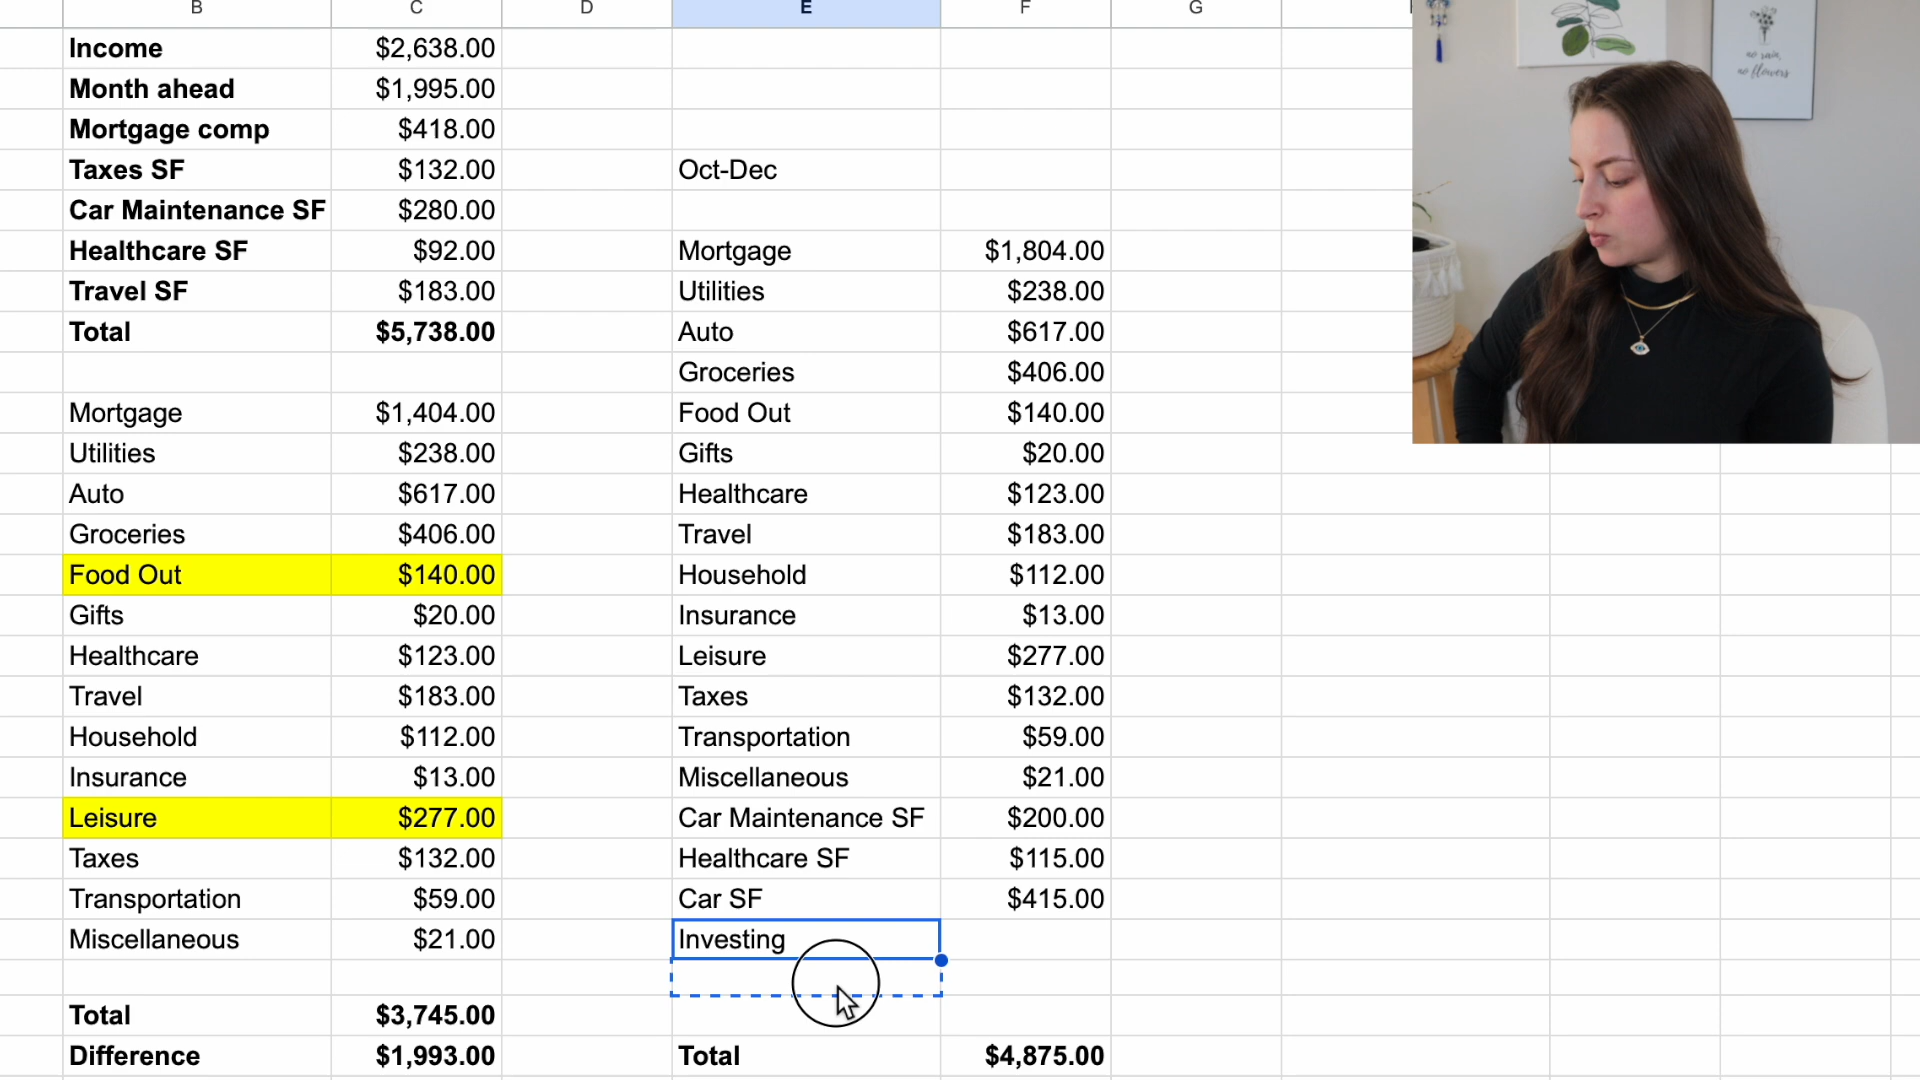 B C D E F G
Income $2,638.00
Month ahead $1,995.00
Mortgage comp $418.00
Taxes SF $132.00 Oct-Dec
Car Maintenance SF $280.00
Healthcare SF $92.00 Mortgage $1,804.00
Travel SF $183.00 Utilities $238.00
Total $5,738.00 Auto $617.00
Groceries $406.00
Mortgage $1,404.00 Food Out $140.00
Utilities $238.00 Gifts $20.00
Auto $617.00 Healthcare $123.00
Groceries $406.00 Travel $183.00
Food Out $140.00 Household $112.00
Gifts $20.00 Insurance $13.00
Healthcare $123.00 Leisure $277.00
Travel $183.00 Taxes $132.00
Household $112.00 Transportation $59.00
Insurance $13.00 Miscellaneous $21.00
Leisure $277.00 Car Maintenance SF $200.00
Taxes $132.00 Healthcare SF $115.00
Transportation $59.00 Car SF $415.00
Miscellaneous $21.00 Investing
Total $3,745.00
Difference $1,993.00 Total $4,875.00
no rain,
no flowers